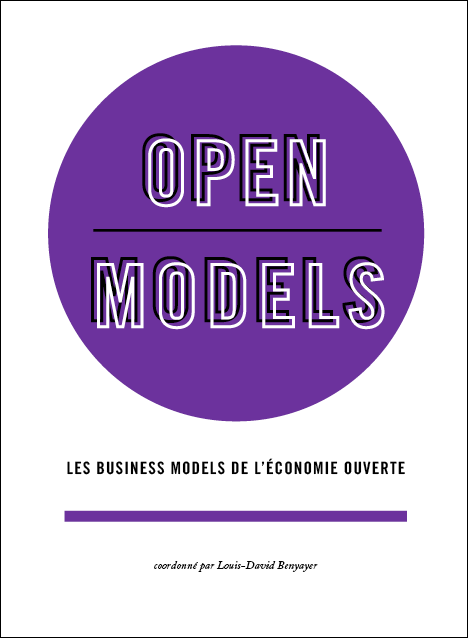 OPEN
MODELS
LES BUSINESS MODELS DE L'ÉCONOMIE OUVERTE
coordonné par Louis-David Benyayer